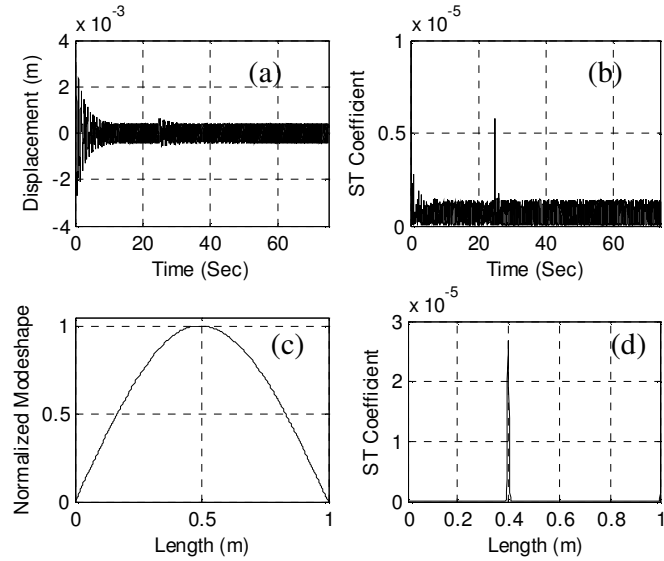 x 10-3
4
2
0
-2
-4
0 20 40 60
Displacement (m)
Time (Sec)
(a)
x 10-5
1
0.5
0
0 20 40 60
ST Coefficient
Time (Sec)
(b)
1
0.5
0
0 0.5 1
Normalized Modeshape
Length (m)
(c)
x 10-5
3
2
1
0
0 0.2 0.4 0.6 0.8 1
ST Coefficient
Length (m)
(d)